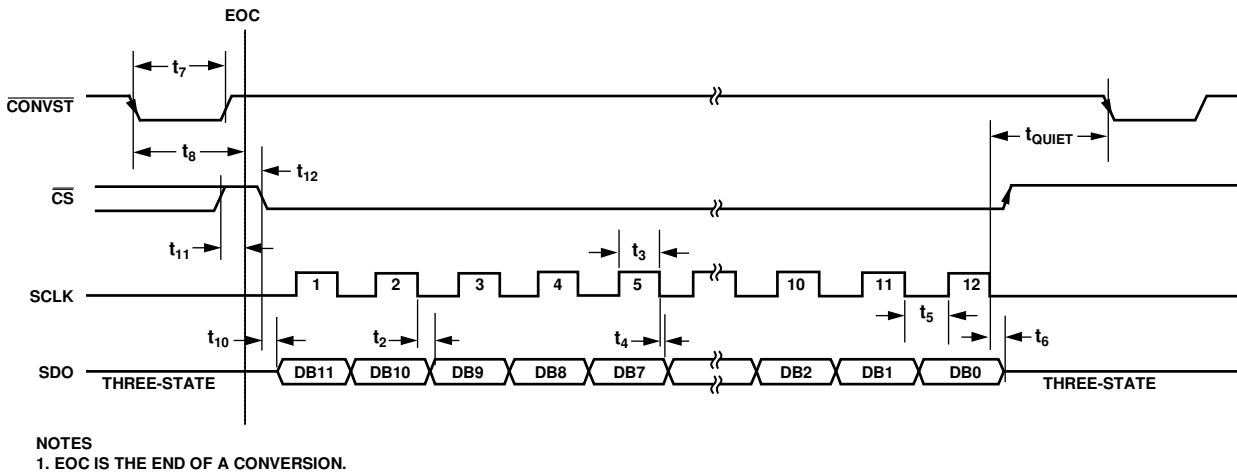 EOC
t7
CONVST
t8
tQUIET
t12
CS
t11
t3
SCLK 1 2 3 4 5 10 11 12
t10
t2
t4
t5
t6
SDO THREE-STATE DB11 DB10 DB9 DB8 DB7 DB2 DB1 DB0 THREE-STATE
NOTES
1. EOC IS THE END OF A CONVERSION.